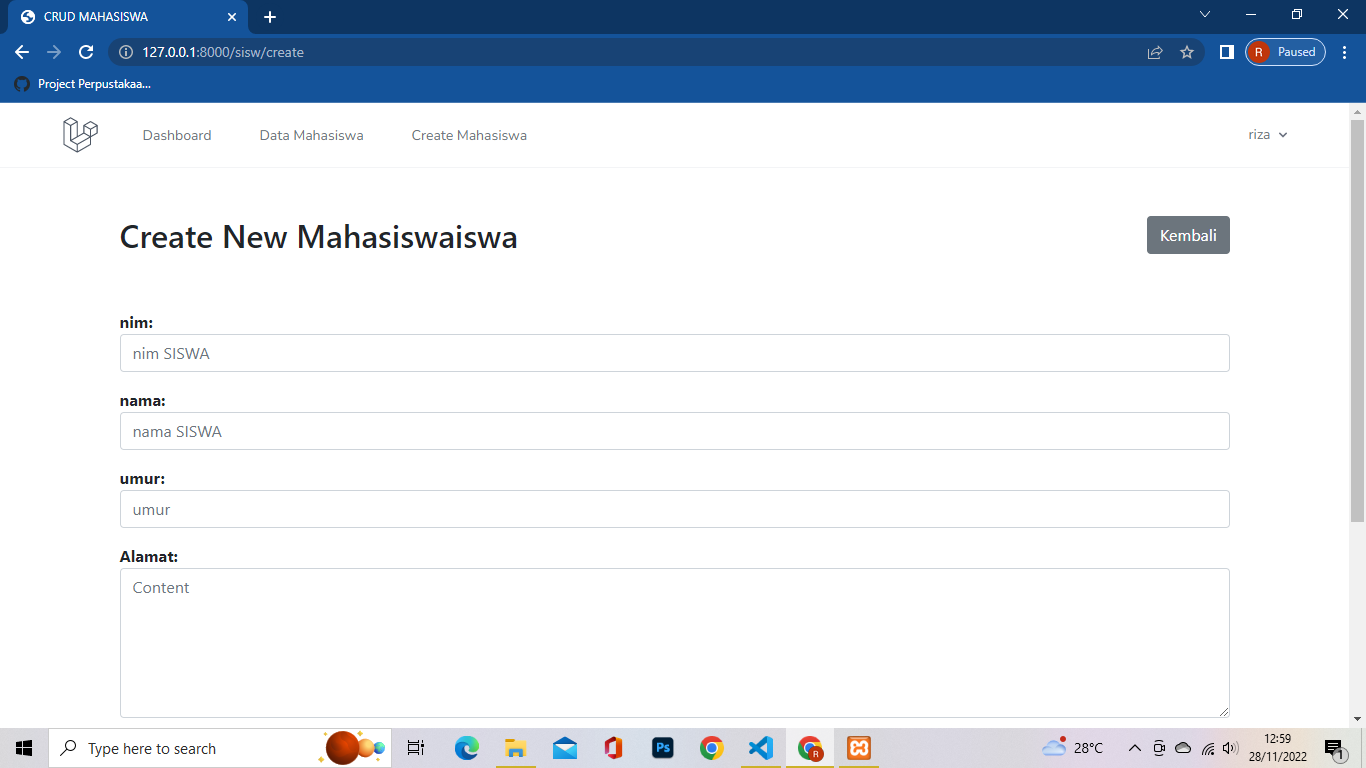 CRUD MAHASISWA
127.0.0.1:8000/sisw/create
R Paused
Project Perpustakaa...
Dashboard Data Mahasiswa Create Mahasiswa riza
Create New Mahasiswaiswa Kembali
nim:
nim SISWA
nama:
nama SISWA
umur:
umur
Alamat:
Content
Type here to search Ps R 28°C 12:59
28/11/2022 1